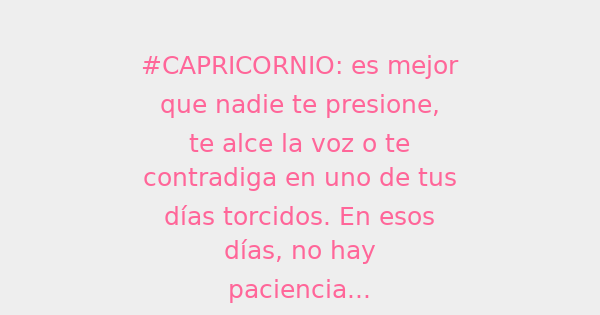 #CAPRICORNIO: es mejor
que nadie te presione,
te alce la voz o te
contradiga en uno de tus
días torcidos. En esos
días, no hay
paciencia...